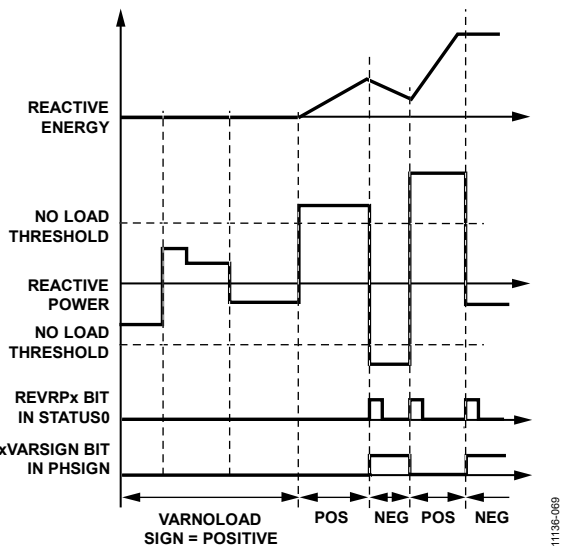 REACTIVE
ENERGY
NO LOAD
THRESHOLD
REACTIVE
POWER
NO LOAD
THRESHOLD
REVRPx BIT
IN STATUS0
xVARSIGN BIT
IN PHSIGN
VARNOLOAD
SIGN = POSITIVE
POS
NEG
POS
NEG
11136-069